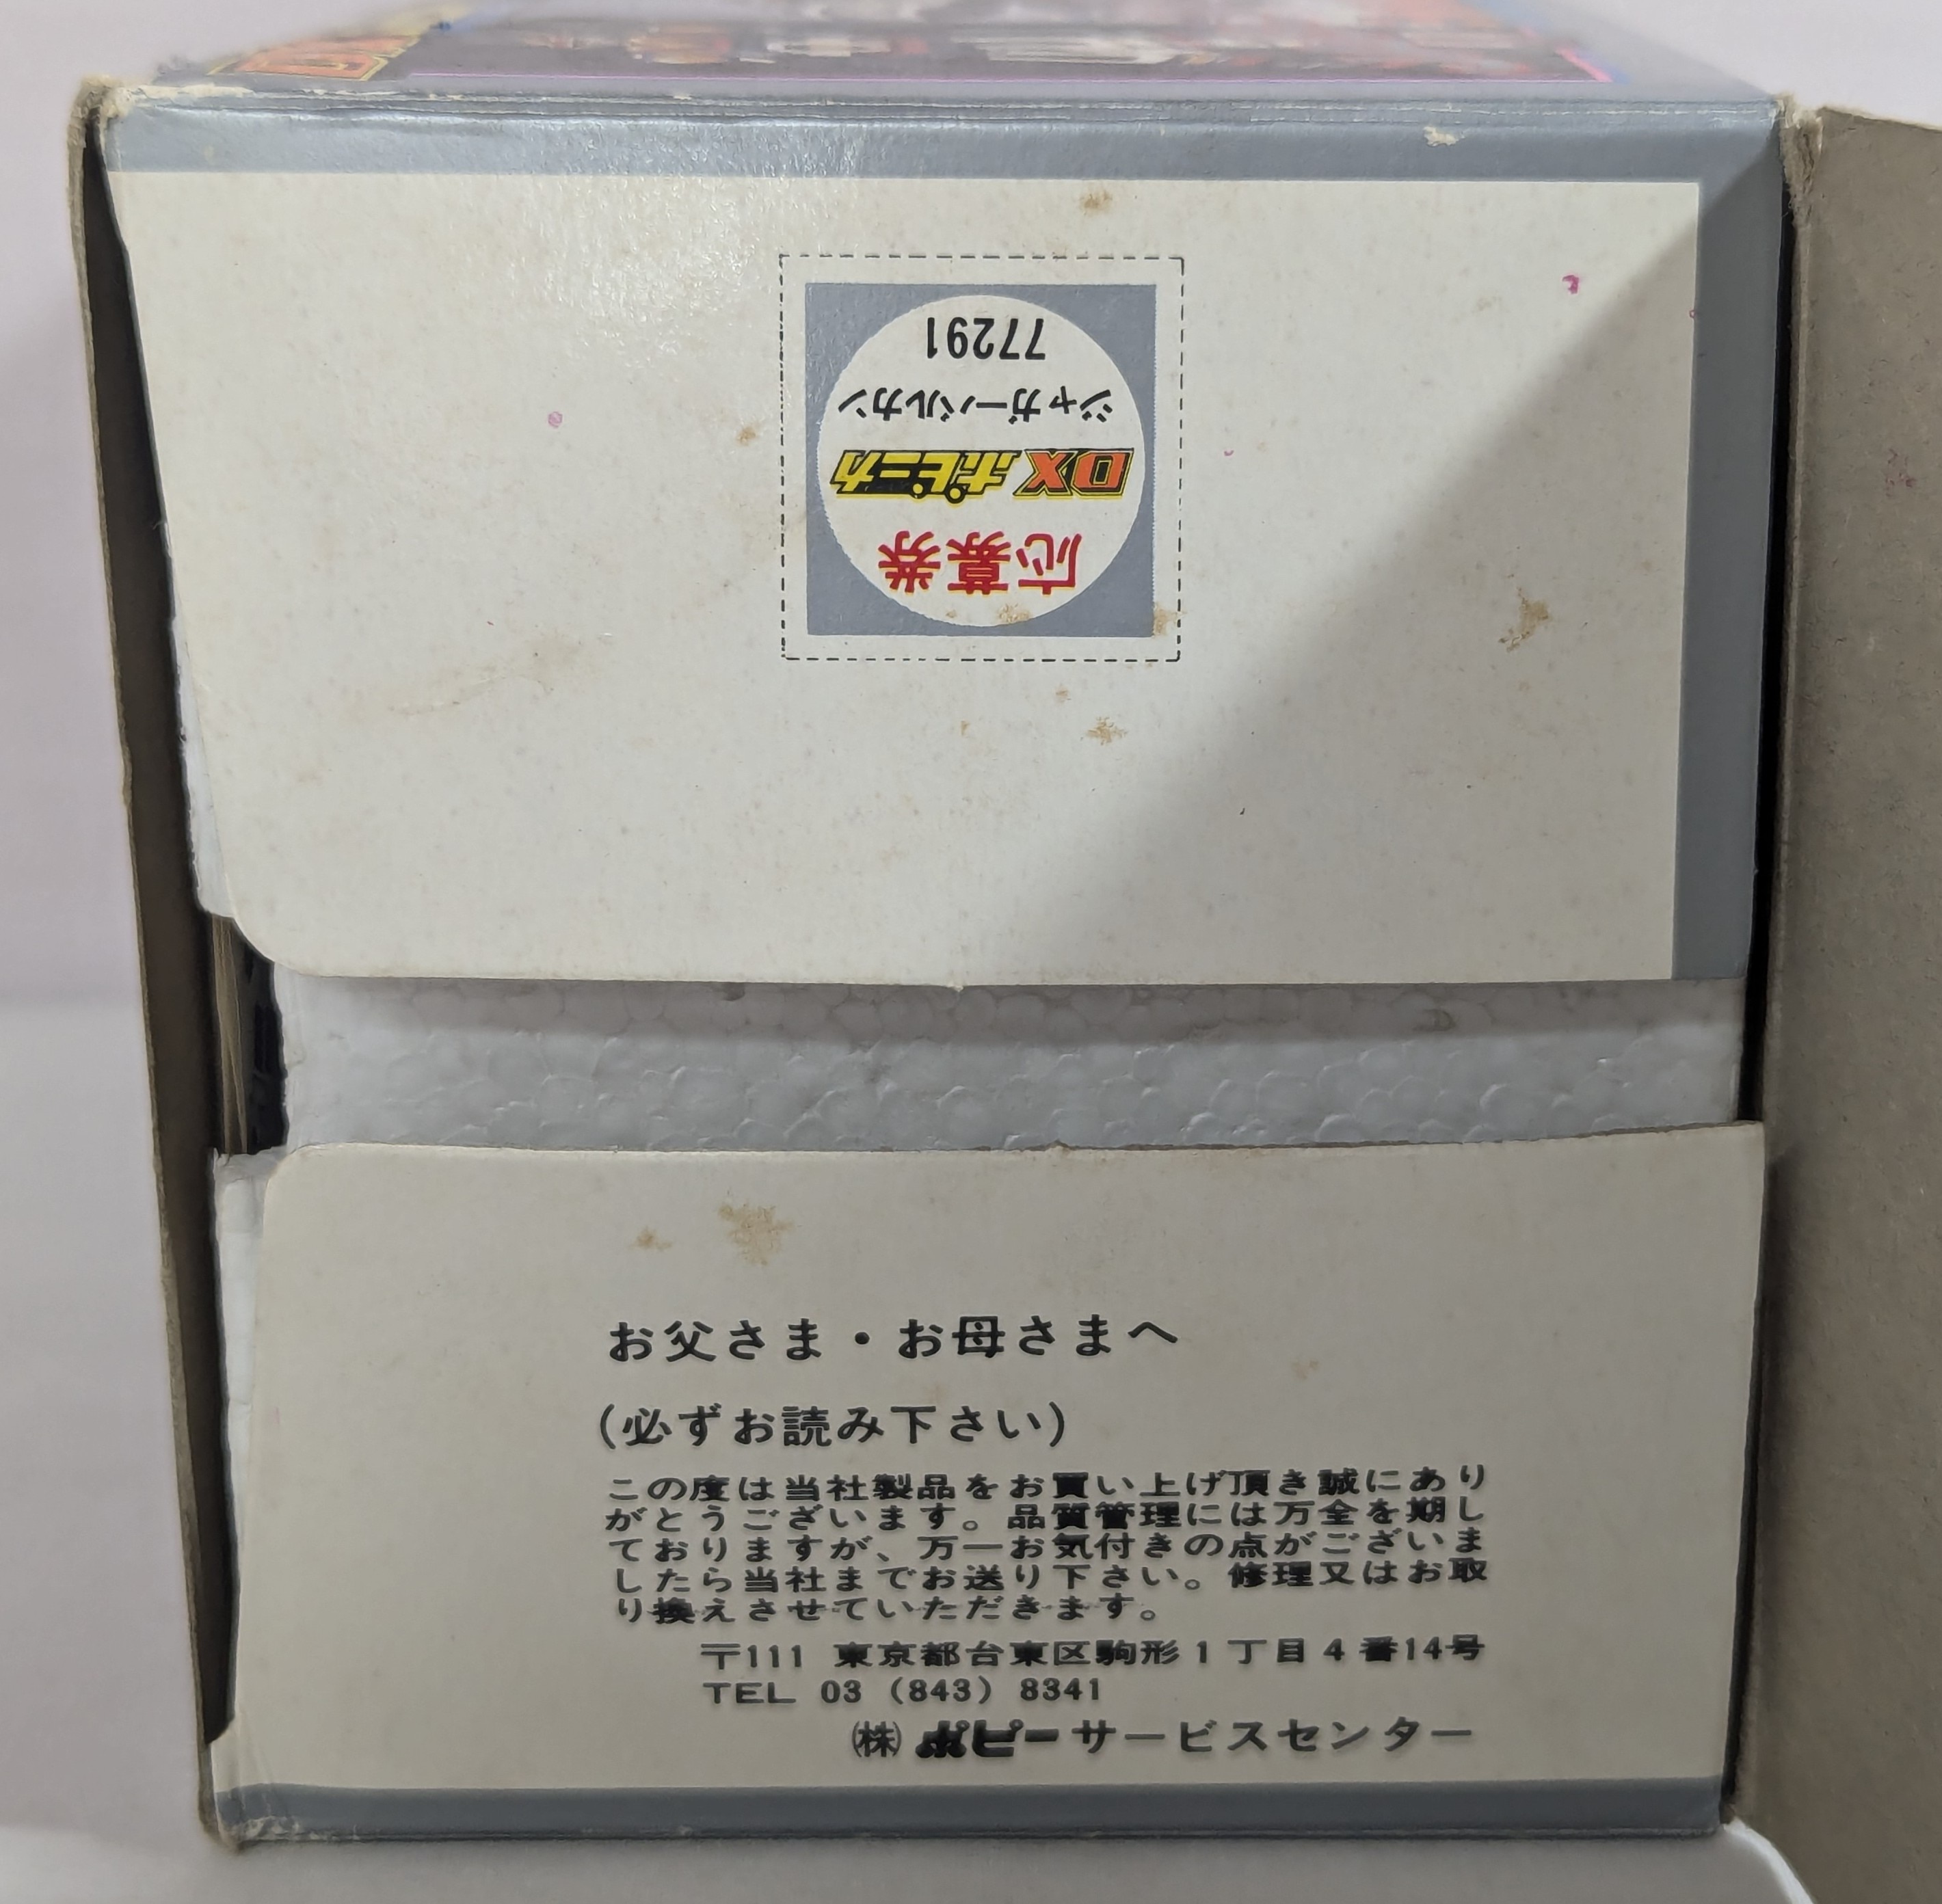 応募券
DX ポピニカ
ジャガーバルカン
77291
お父さま・お母さまへ
(必ずお読み下さい)
この度は当社製品をお買い上げ頂き誠にあり
がとうございます。品質管理には万全を期し
ておりますが、万一お気付きの点がございま
したら当社までお送り下さい。修理又はお取
り換えさせていただきます。
〒111 東京都台東区駒形1丁目4番14号
TEL 03 (843) 8341
㈱ポピーサービスセンター